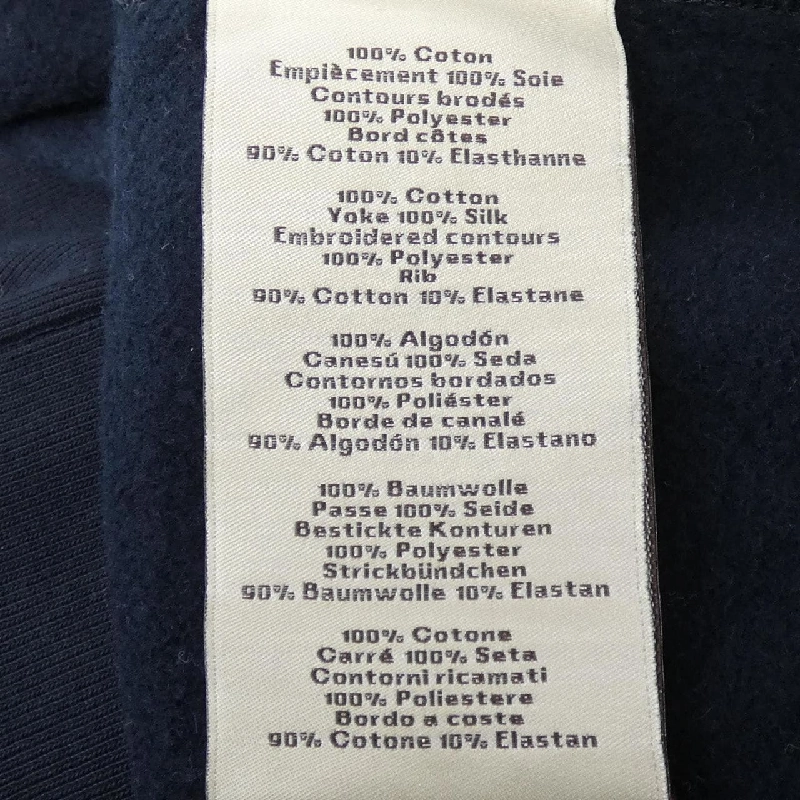 100% Coton
Empiècement 100% Soie
Contours brodés
100% Polyester
Bord côtes
90% Coton 10% Elasthanne
100% Cotton
Yoke 100% Silk
Embroidered contours
100% Polyester
Rib
90% Cotton 10% Elastane
100% Algodón
Canesú 100% Seda
Contornos bordados
100% Poliéster
Borde de canalé
90% Algodón 10% Elastano
100% Baumwolle
Passe 100% Seide
Bestickte Konturen
100% Polyester
Strickbündchen
90% Baumwolle 10% Elastan
100% Cotone
Carré 100% Seta
Contorni ricamati
100% Poliestere
Bordo a coste
90% Cotone 10% Elastan